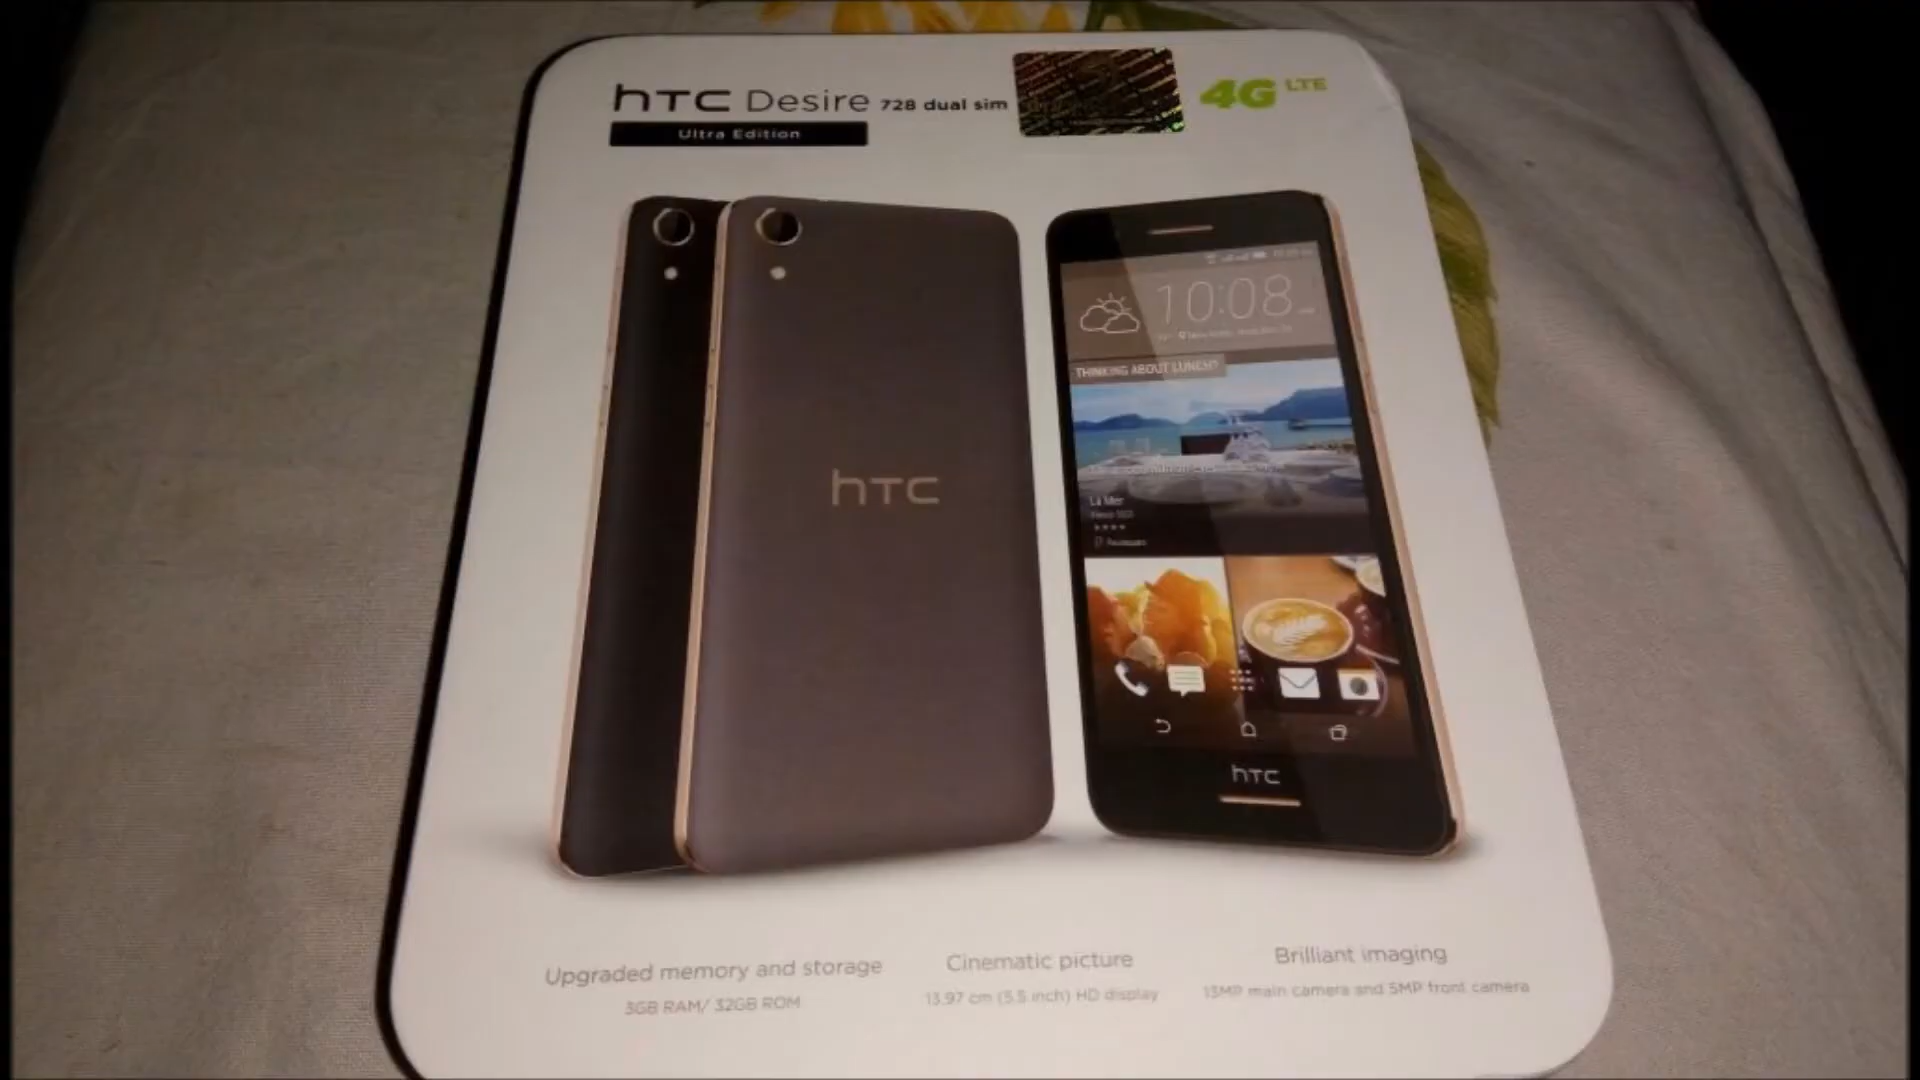 hTC Desire 728 dual sim
4G LTE
Ultra Edition
10:08
THINKING ABOUT LUNCH?
La Mer
hTC
hTC
Upgraded memory and storage
3GB RAM/ 32GB ROM
Cinematic picture
13.97 cm (5.5 inch) HD display
Brilliant imaging
13MP main camera and 5MP front camera